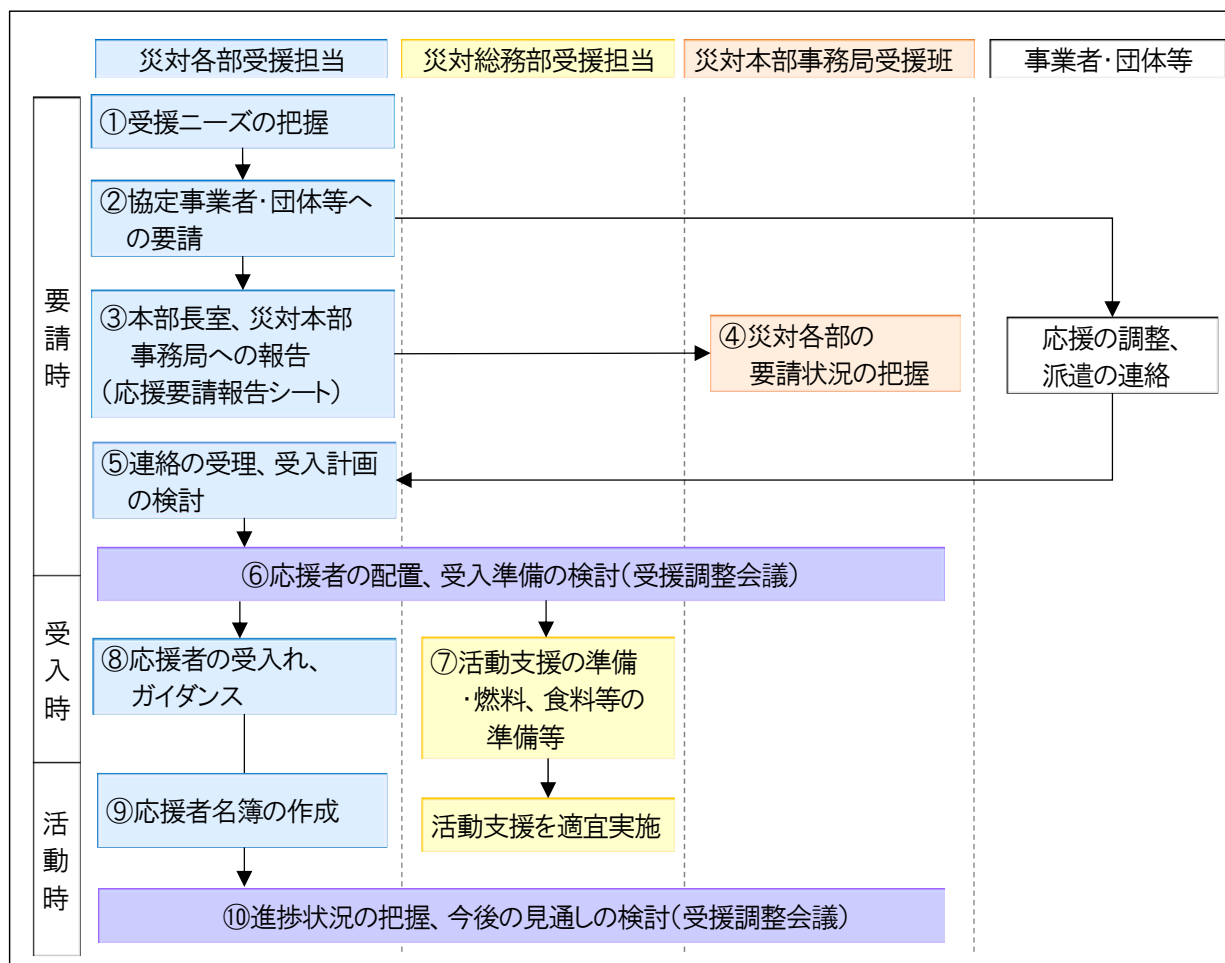 災対各部受援担当
災対総務部受援担当
災対本部事務局受援班
事業者・団体等
要請時
①受援ニーズの把握
②協定事業者・団体等へ
の要請
③本部長室、災対本部
事務局への報告
(応援要請報告シート)
④災対各部の
要請状況の把握
応援の調整、
派遣の連絡
⑤連絡の受理、受入計画
の検討
⑥応援者の配置、受入準備の検討(受援調整会議)
受入時
⑧応援者の受入れ、
ガイダンス
⑦活動支援の準備
・燃料、食料等の
準備等
活動時
⑨応援者名簿の作成
活動支援を適宜実施
⑩進捗状況の把握、今後の見通しの検討(受援調整会議)